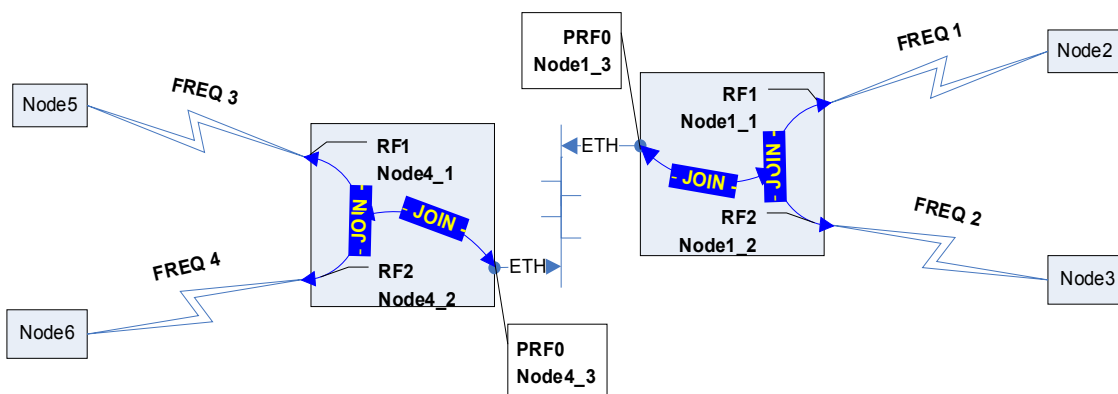 PRF0
Node1_3
FREQ 1
Node2
FREQ 3
Node5
RF1
Node1_1
RF1
Node4_1
ETH
- JOIN -
- JOIN -
- JOIN -
- JOIN -
RF2
Node1_2
FREQ 2
FREQ 4
ETH
RF2
Node4_2
Node3
Node6
PRF0
Node4_3